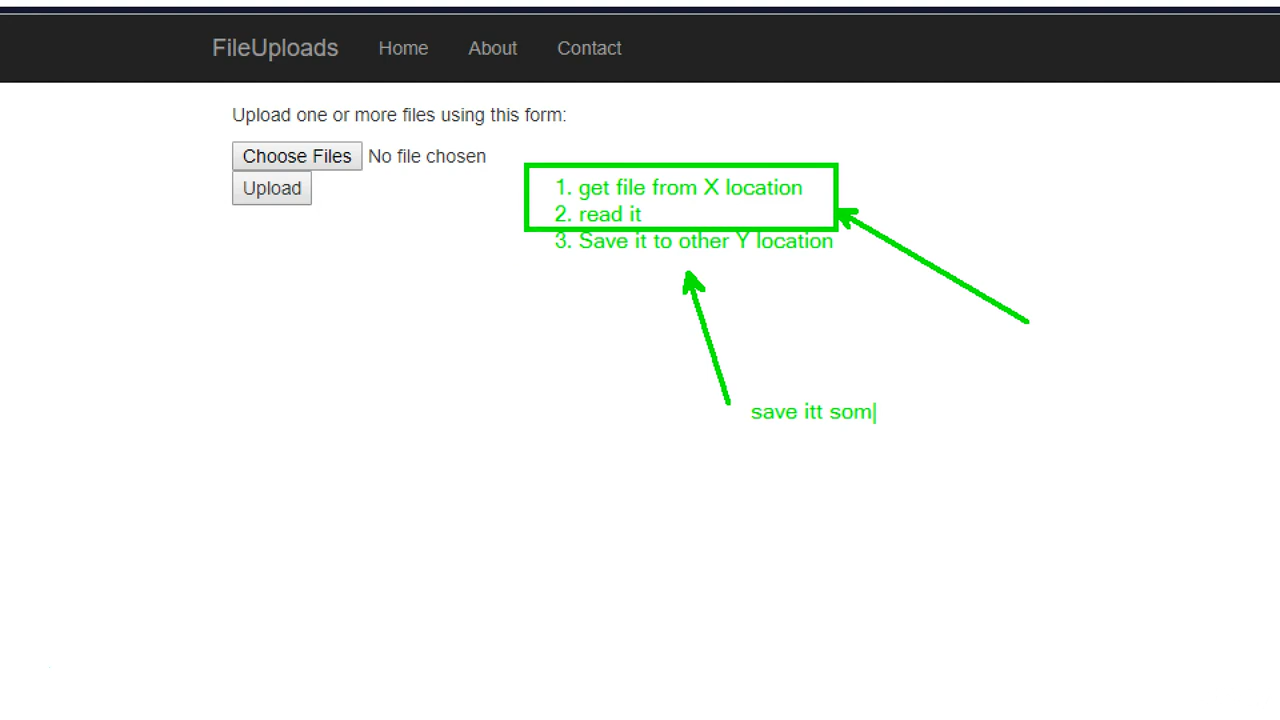 FileUploads Home About Contact
Upload one or more files using this form:
Choose Files No file chosen
Upload
1. get file from X location
2. read it
3. Save it to other Y location
save itt som